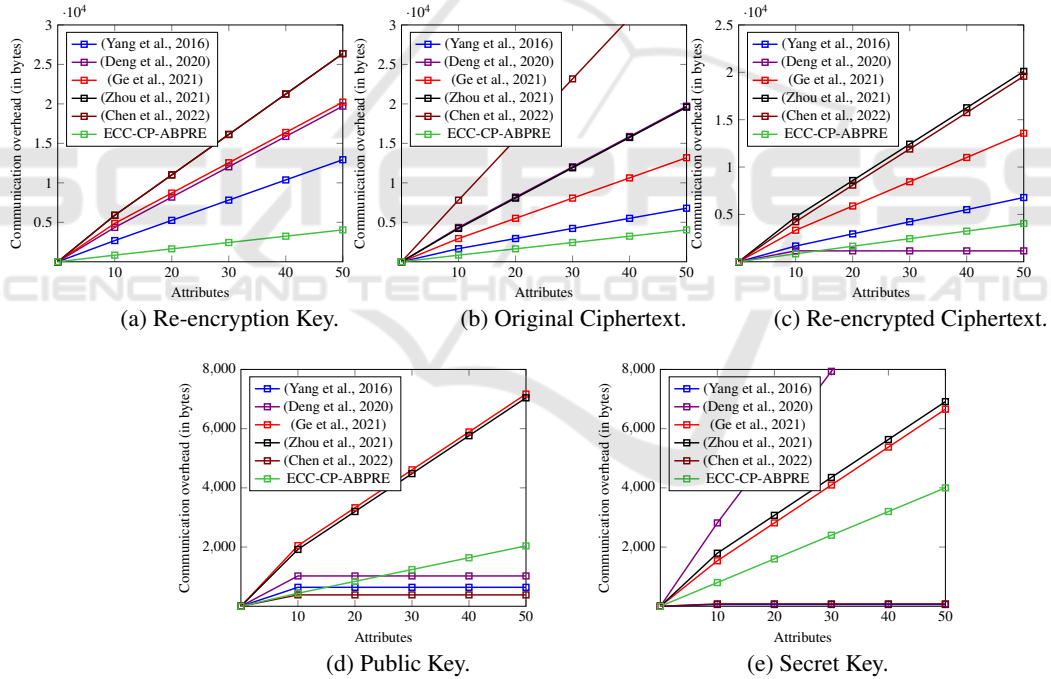 ·10⁴
3
2.5
2
1.5
1
0.5
10 20 30 40 50
Communication overhead (in bytes)
Attributes
(Yang et al., 2016)
(Deng et al., 2020)
(Ge et al., 2021)
(Zhou et al., 2021)
(Chen et al., 2022)
ECC-CP-ABPRE
(a) Re-encryption Key.
·10⁴
3
2.5
2
1.5
1
0.5
10 20 30 40 50
Communication overhead (in bytes)
Attributes
(Yang et al., 2016)
(Deng et al., 2020)
(Ge et al., 2021)
(Zhou et al., 2021)
(Chen et al., 2022)
ECC-CP-ABPRE
(b) Original Ciphertext.
·10⁴
2.5
2
1.5
1
0.5
10 20 30 40 50
Communication overhead (in bytes)
Attributes
(Yang et al., 2016)
(Deng et al., 2020)
(Ge et al., 2021)
(Zhou et al., 2021)
(Chen et al., 2022)
ECC-CP-ABPRE
(c) Re-encrypted Ciphertext.
SCIENCE AND TECHNOLOGY PUBLICATIO
8,000
6,000
4,000
2,000
10 20 30 40 50
Communication overhead (in bytes)
Attributes
(Yang et al., 2016)
(Deng et al., 2020)
(Ge et al., 2021)
(Zhou et al., 2021)
(Chen et al., 2022)
ECC-CP-ABPRE
(d) Public Key.
8,000
6,000
4,000
2,000
10 20 30 40 50
Communication overhead (in bytes)
Attributes
(Yang et al., 2016)
(Deng et al., 2020)
(Ge et al., 2021)
(Zhou et al., 2021)
(Chen et al., 2022)
ECC-CP-ABPRE
(e) Secret Key.